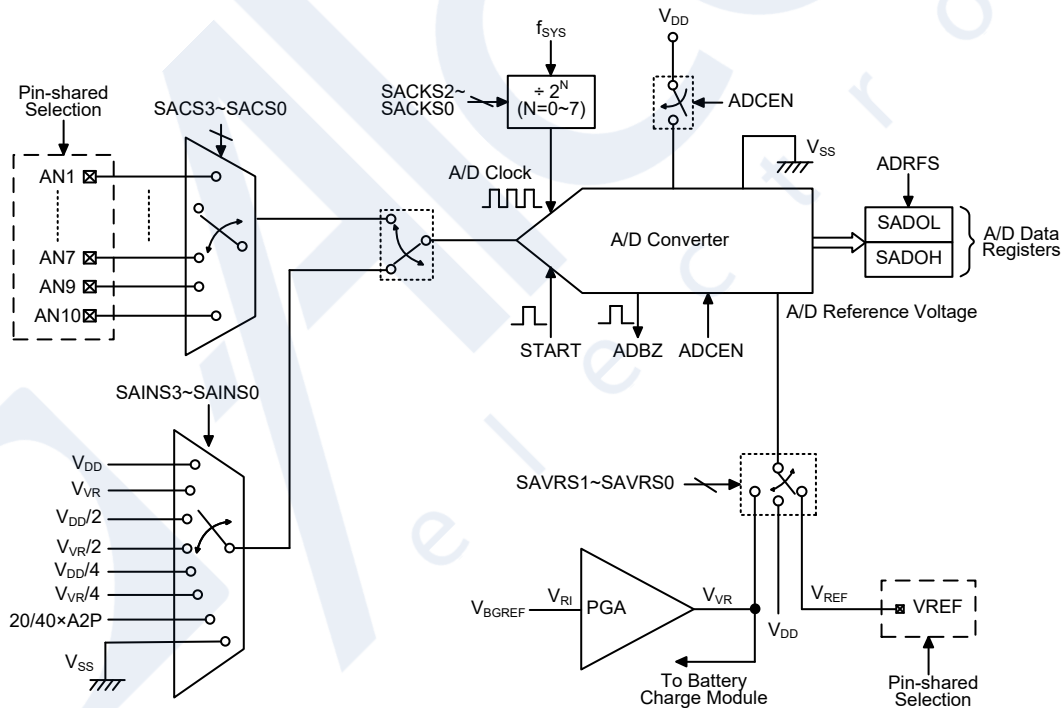 Pin-shared
Selection
AN1
AN7
AN9
AN10
SACS3~SACS0
SACKS2~
SACKS0
fSYS
÷ 2^N
(N=0~7)
A/D Clock
VDD
ADCEN
VSS
A/D Converter
ADRFS
SADOL
SADOH
A/D Data
Registers
START
ADBZ
ADCEN
A/D Reference Voltage
SAINS3~SAINS0
VDD
VVR
VDD/2
VVR/2
VDD/4
VVR/4
20/40×A2P
VSS
SAVRS1~SAVRS0
VBGREF
VRI
PGA
VVR
VDD
VREF
VREF
To Battery
Charge Module
Pin-shared
Selection
e l e c t r o